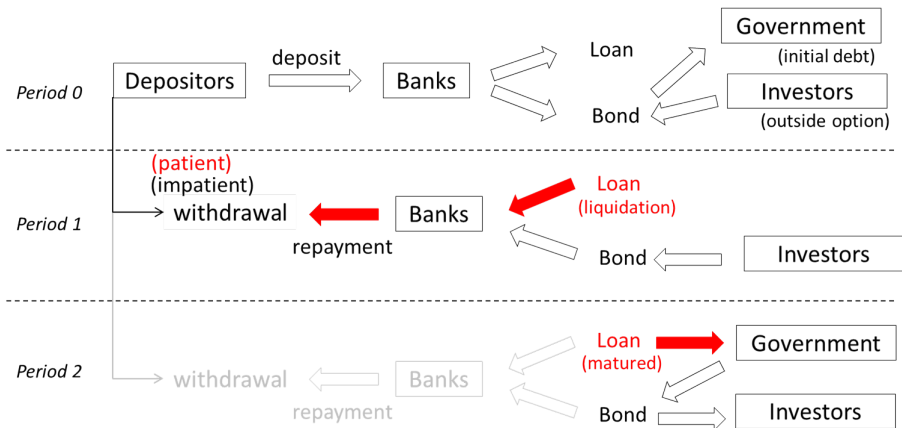 Government
(initial debt)
deposit
Loan
Period 0
Depositors
Banks
Investors
(outside option)
Bond
(patient)
(impatient)
Period 1
withdrawal
repayment
Banks
Loan
(liquidation)
Bond
Investors
Period 2
withdrawal
repayment
Banks
Loan
(matured)
Government
Bond
Investors